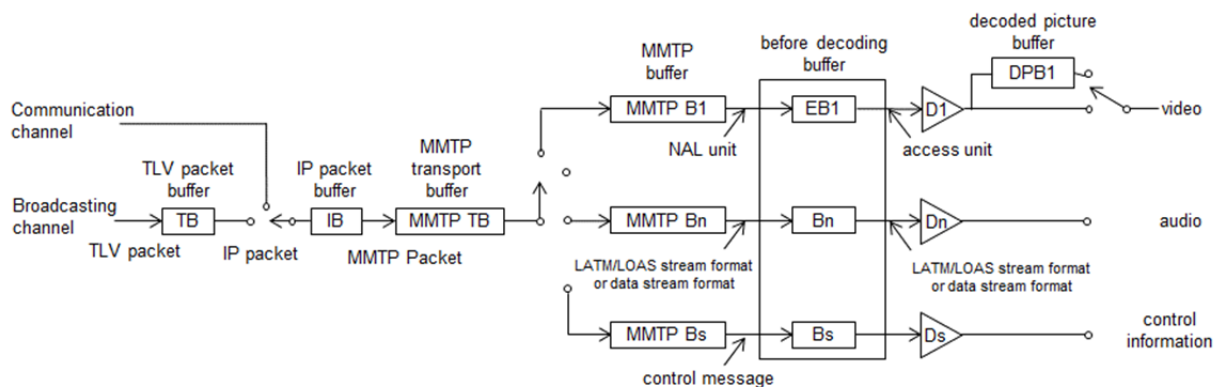 decoded picture
buffer
DPB1
before decoding
buffer
MMTP
buffer
Communication
channel
MMTP B1
EB1
D1
video
NAL unit
access unit
TLV packet
buffer
IP packet
buffer
MMTP
transport
buffer
Broadcasting
channel
TB
IB
MMTP TB
MMTP Bn
Bn
Dn
audio
TLV packet
IP packet
MMTP Packet
LATM/LOAS stream format
or data stream format
LATM/LOAS stream format
or data stream format
MMTP Bs
Bs
Ds
control
information
control message